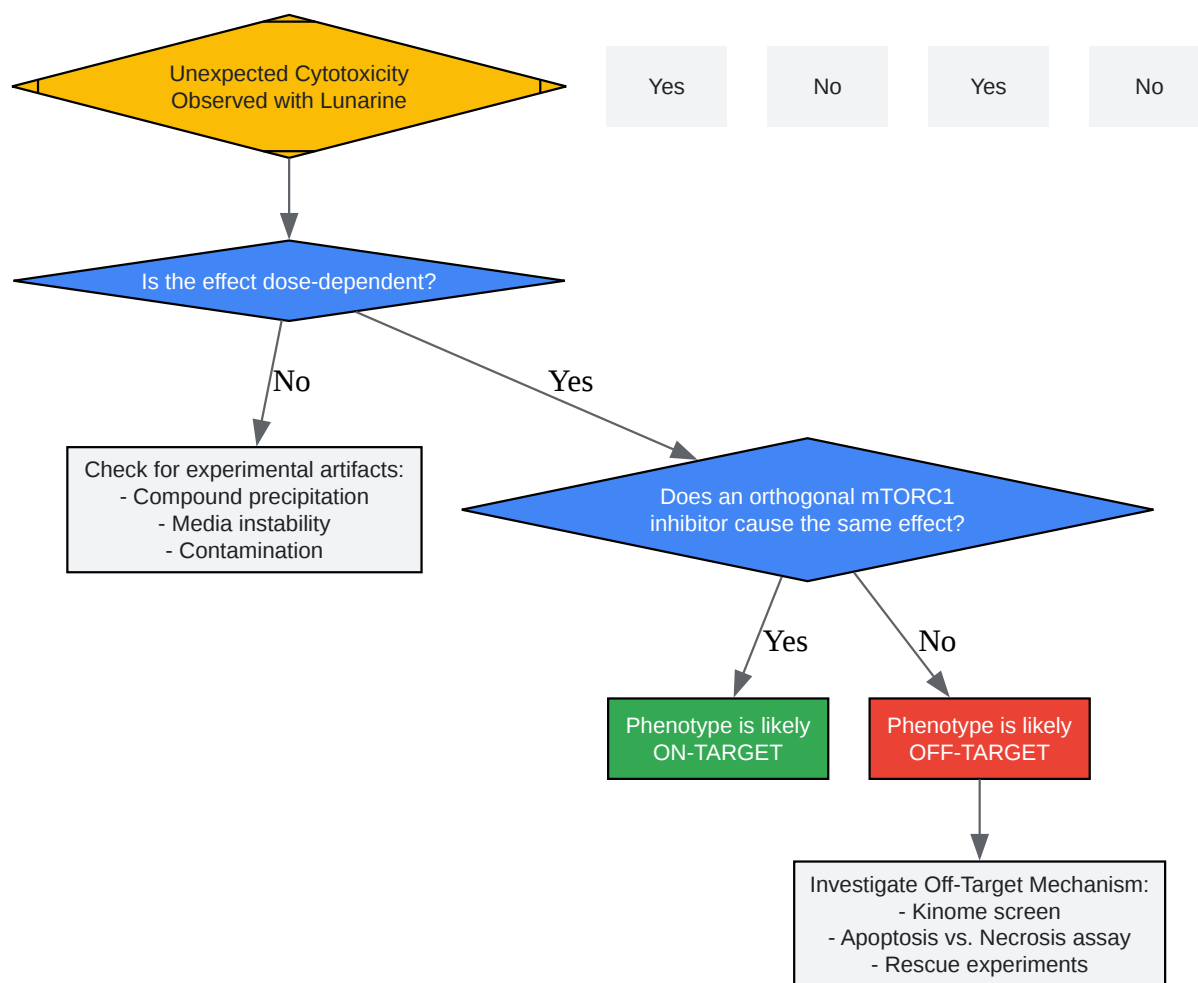 Unexpected Cytotoxicity
Observed with Lunarine
Yes
No
Yes
No
Is the effect dose-dependent?
No
Yes
Check for experimental artifacts:
- Compound precipitation
- Media instability
- Contamination
Does an orthogonal mTORC1
inhibitor cause the same effect?
Yes
No
Phenotype is likely
ON-TARGET
Phenotype is likely
OFF-TARGET
Investigate Off-Target Mechanism:
- Kinome screen
- Apoptosis vs. Necrosis assay
- Rescue experiments